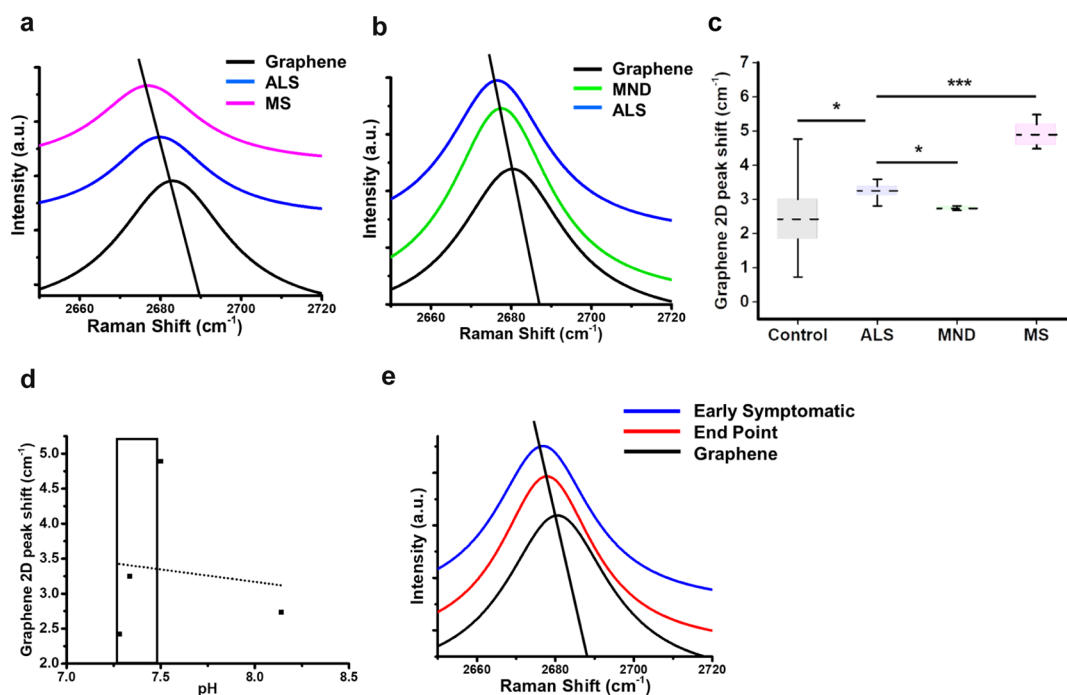 a
Graphene
ALS
MS
Intensity (a.u.)
2660 2680 2700 2720
Raman Shift (cm⁻¹)
b
Graphene
MND
ALS
Intensity (a.u.)
2660 2680 2700 2720
Raman Shift (cm⁻¹)
c
Graphene 2D peak shift (cm⁻¹)
7
6
5
4
3
2
1
0
*
***
*
Control ALS MND MS
d
Graphene 2D peak shift (cm⁻¹)
5.0
4.5
4.0
3.5
3.0
2.5
2.0
7.0 7.5 8.0 8.5
pH
e
Early Symptomatic
End Point
Graphene
Intensity (a.u.)
2660 2680 2700 2720
Raman Shift (cm⁻¹)